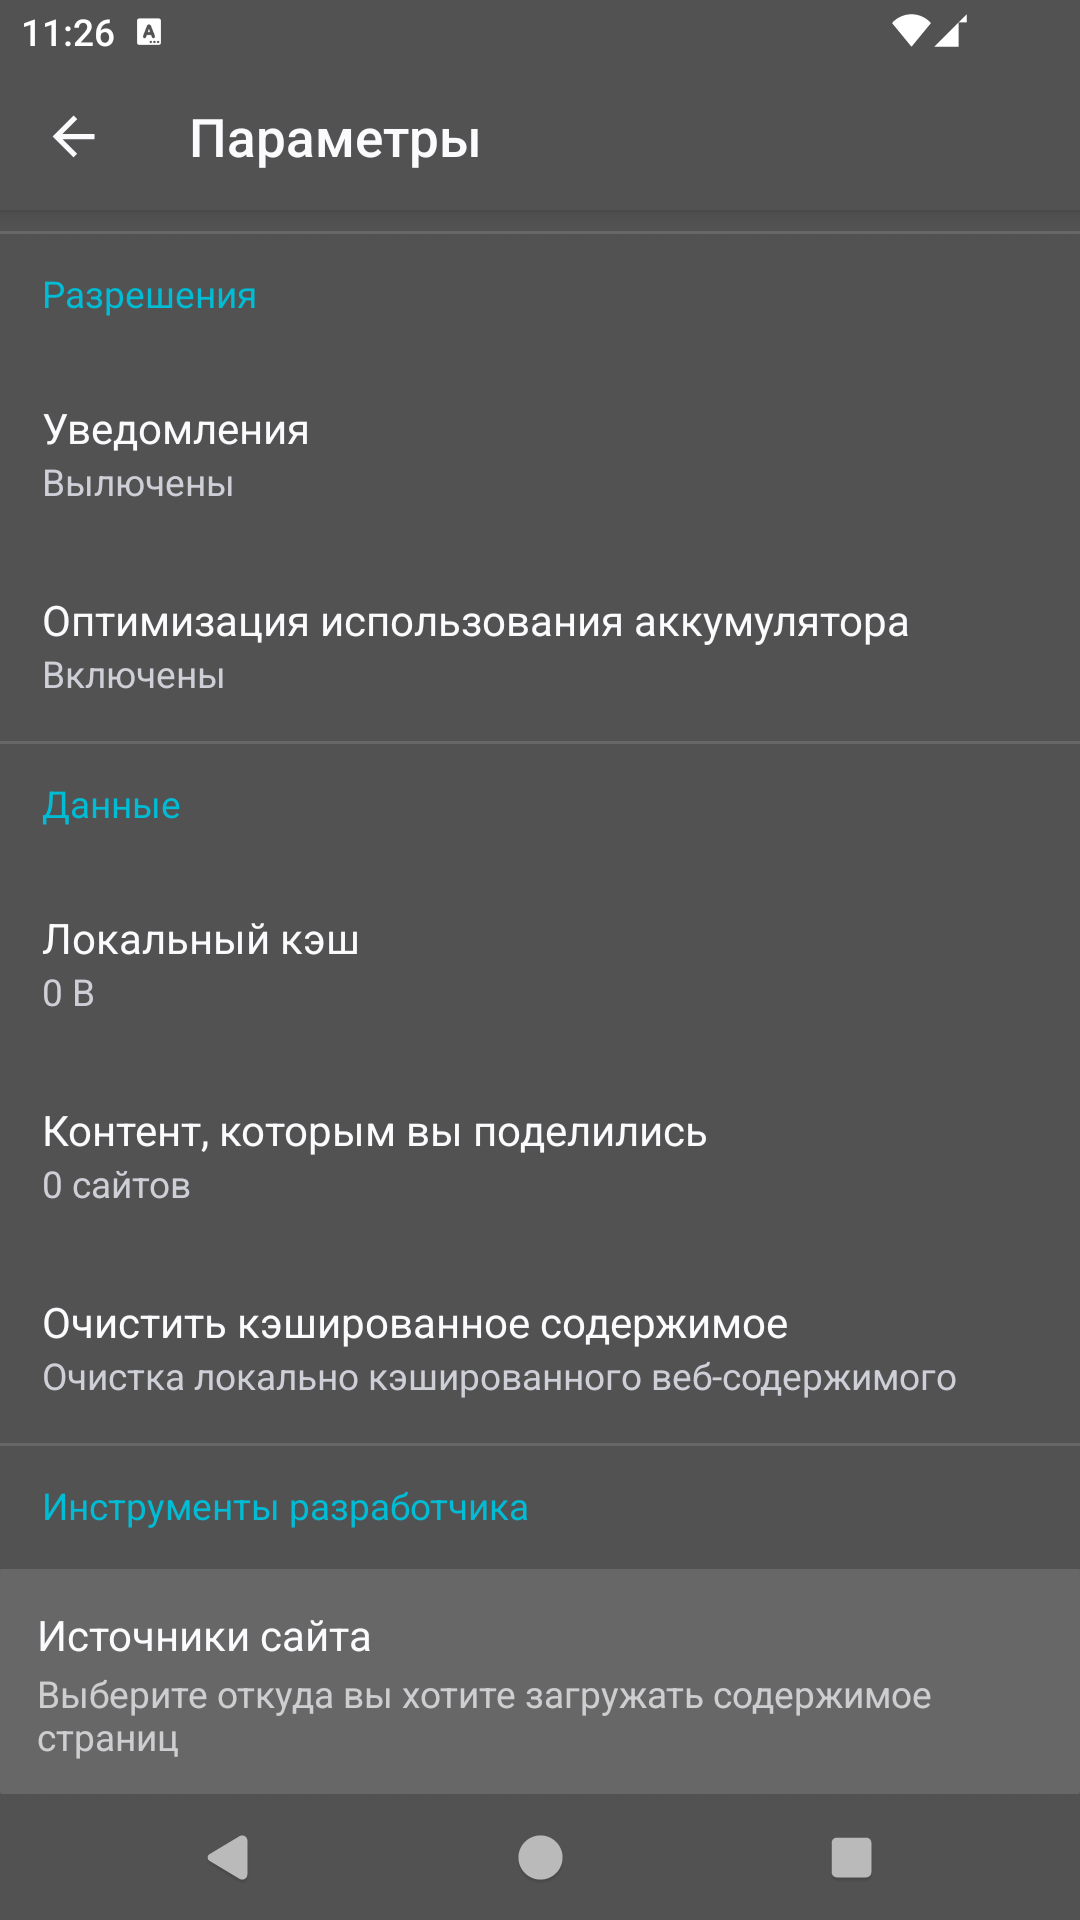 11:26
Параметры
Разрешения
Уведомления
Вылючены
Оптимизация использования аккумулятора
Включены
Данные
Локальный кэш
0 B
Контент, которым вы поделились
0 сайтов
Очистить кэшированное содержимое
Очистка локально кэшированного веб-содержимого
Инструменты разработчика
Источники сайта
Выберите откуда вы хотите загружать содержимое
страниц